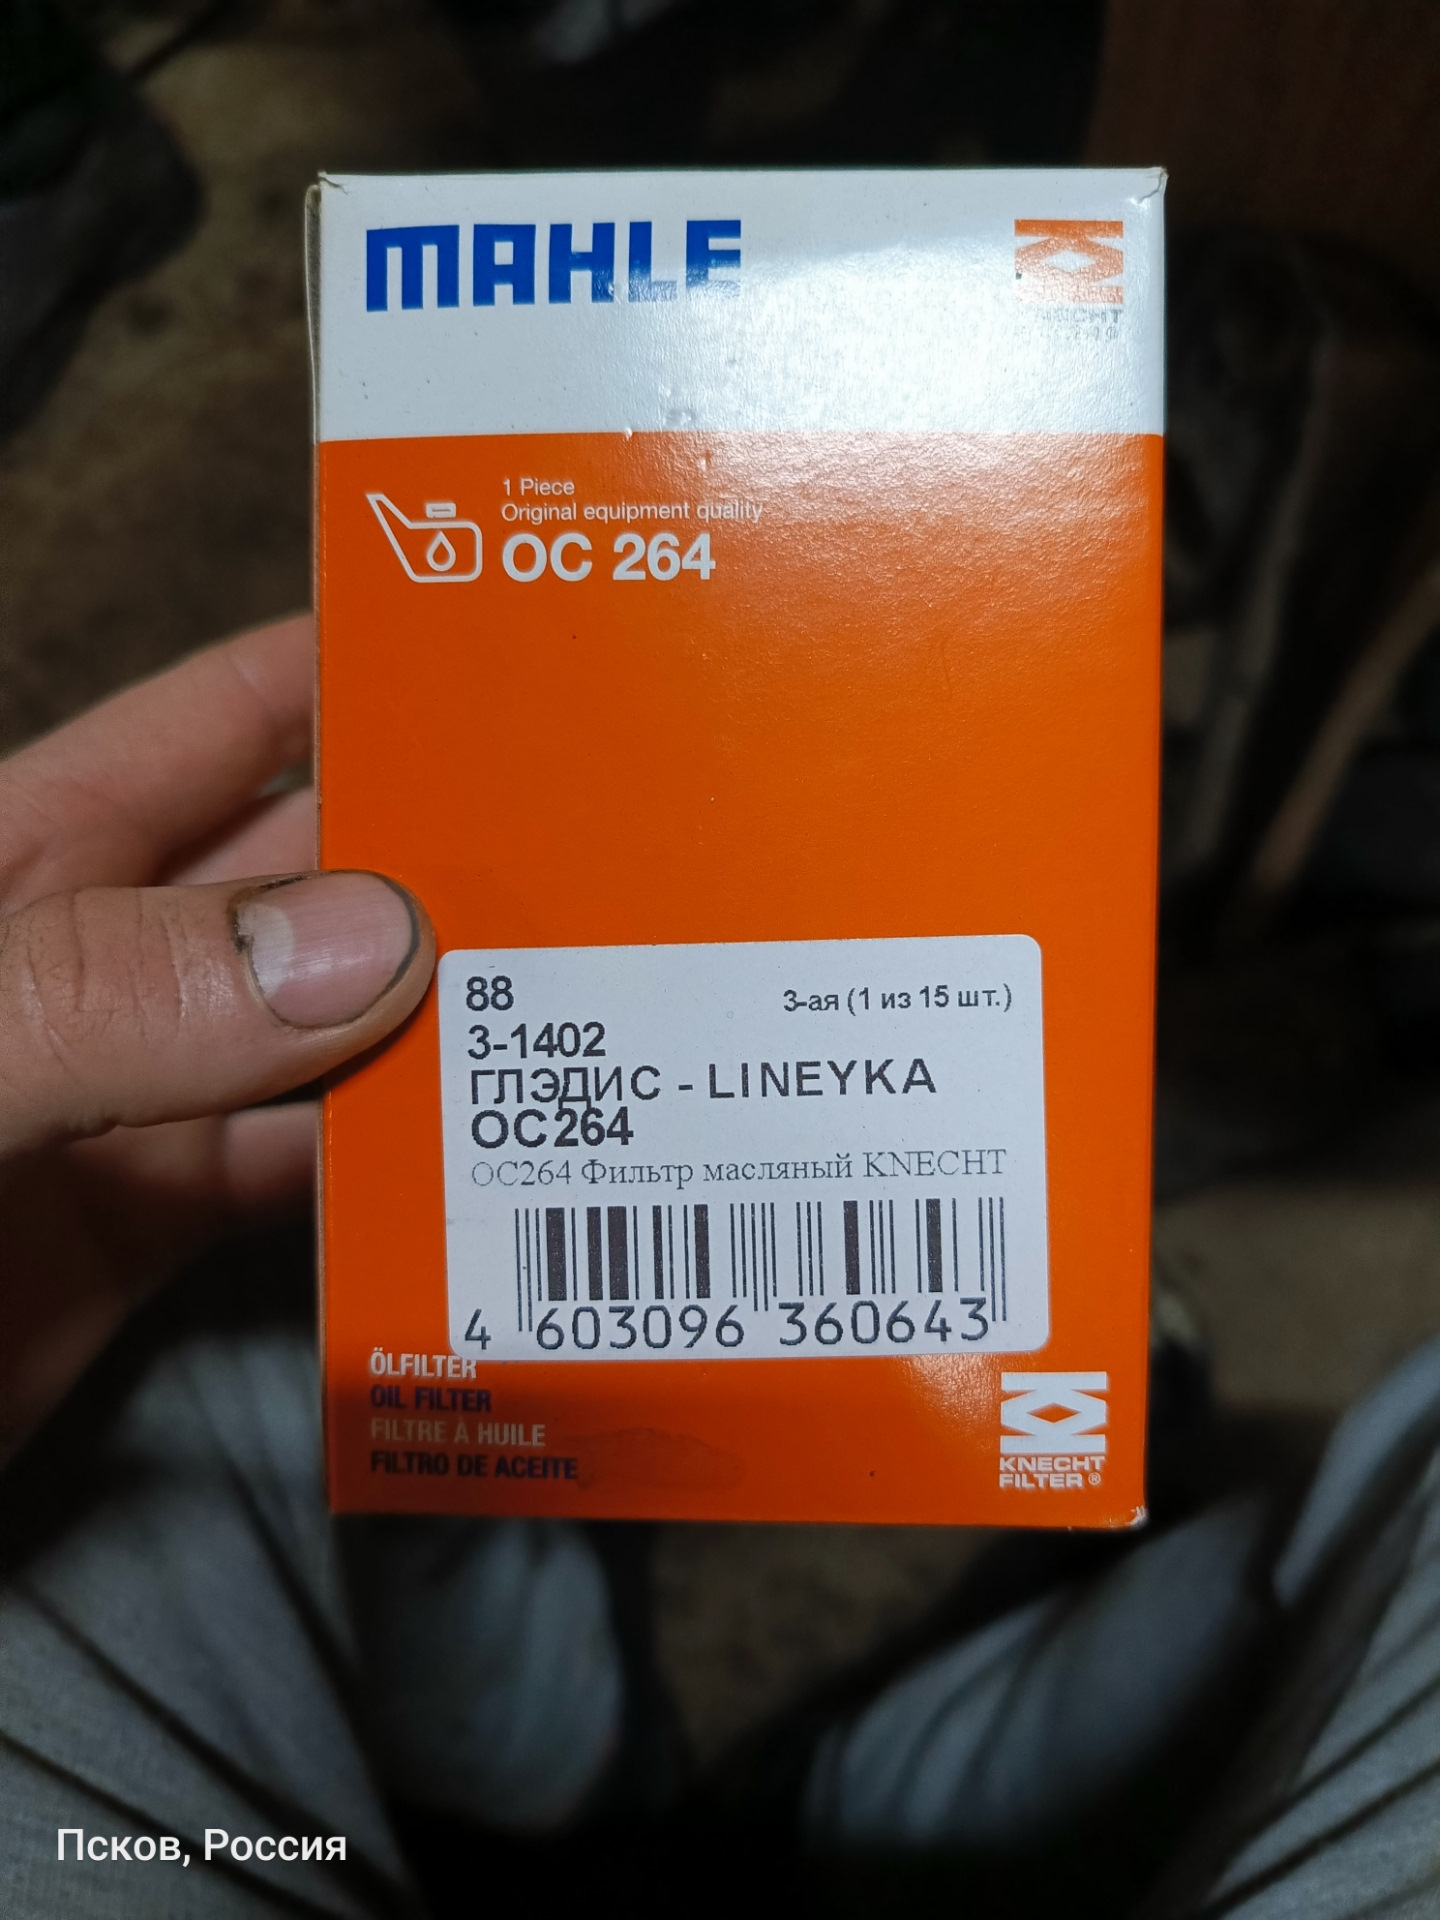 MAHLE
KNECHT
1 Piece
Original equipment quality
OC 264
88
3-ая (1 из 15 шт.)
3-1402
ГЛЭДИС - LINEYKA
OC264
OC264 Фильтр масляный KNECHT
4 603096 360643
ÖLFILTER
OIL FILTER
FILTRE À HUILE
FILTRO DE ACEITE
KNECHT
FILTER®
Псков, Россия